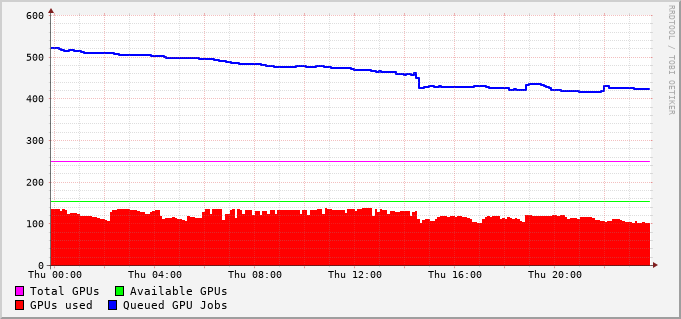 600
500
400
300
200
100
0
Thu 00:00 Thu 04:00 Thu 08:00 Thu 12:00 Thu 16:00 Thu 20:00
Total GPUs Available GPUs
GPUs used Queued GPU Jobs
RRDTOOL / TOBI OETIKER